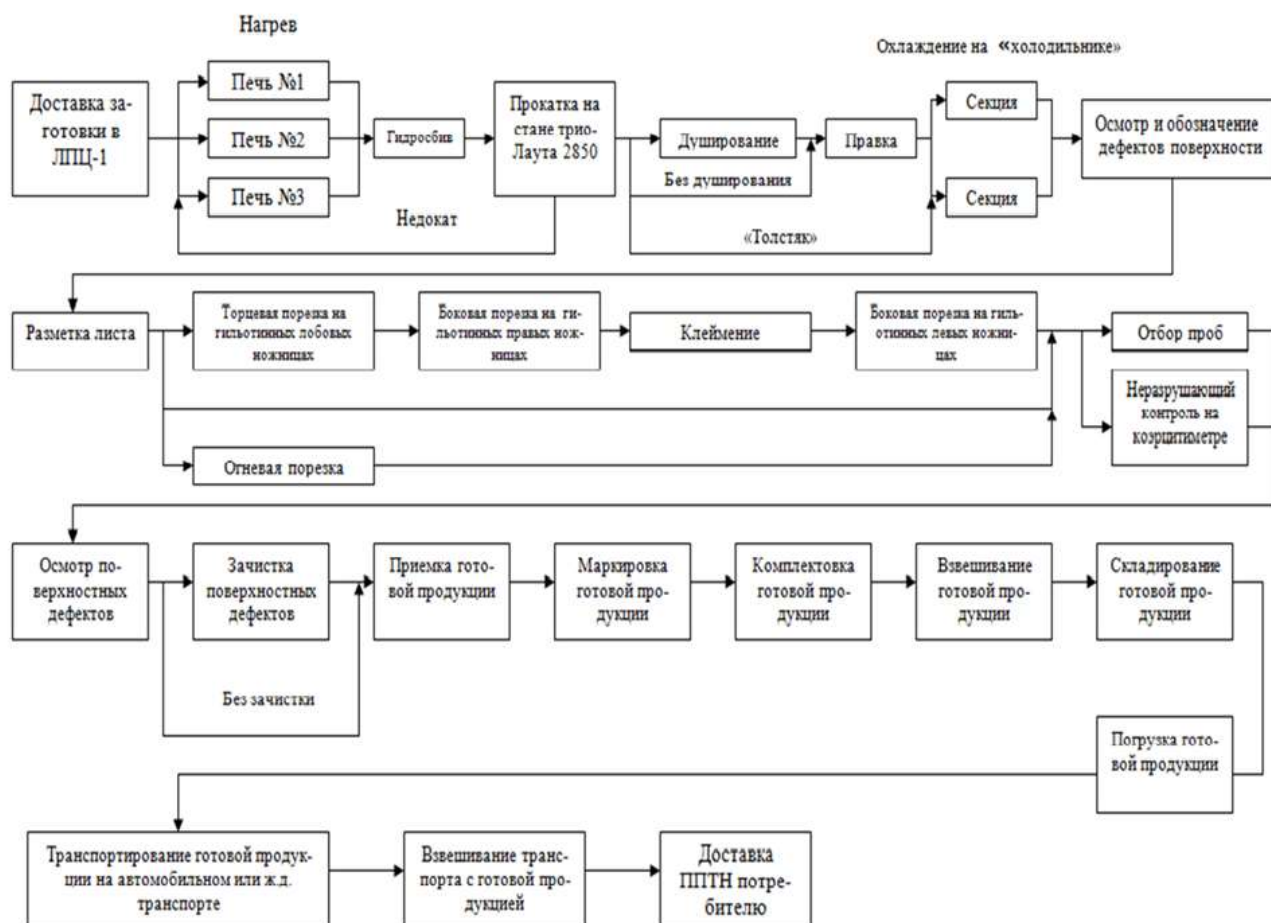 Нагрев
Охлаждение на «холодильнике»
Доставка за-
готовки в
ЛПЦ-1
Печь №1
Печь №2
Печь №3
Гидросбив
Прокатка на
стане трио-
Лаута 2850
Недокат
Душирование
Без душирования
«Толстяк»
Правка
Секция
Секция
Осмотр и обозначение
дефектов поверхности
Разметка листа
Торцевая порезка на
гильотинных лобовых
ножницах
Боковая порезка на ги-
льотинных правых нож-
ницах
Клеймение
Боковая порезка на гиль-
отинных левых ножни-
цах
Отбор проб
Неразрушающий
контроль на
коэрцитиметре
Огневая порезка
Осмотр по-
верхностных
дефектов
Зачистка
поверхностных
дефектов
Без зачистки
Приемка гото-
вой продукции
Маркировка
готовой про-
дукции
Комплектовка
готовой про-
дукции
Взвешивание
готовой про-
дукции
Складирование
готовой про-
дукции
Погрузка гото-
вой продукции
Транспортирование готовой продук-
ции на автомобильном или ж.д.
транспорте
Взвешивание транс-
порта с готовой про-
дукцией
Доставка
ППТН потре-
бителю